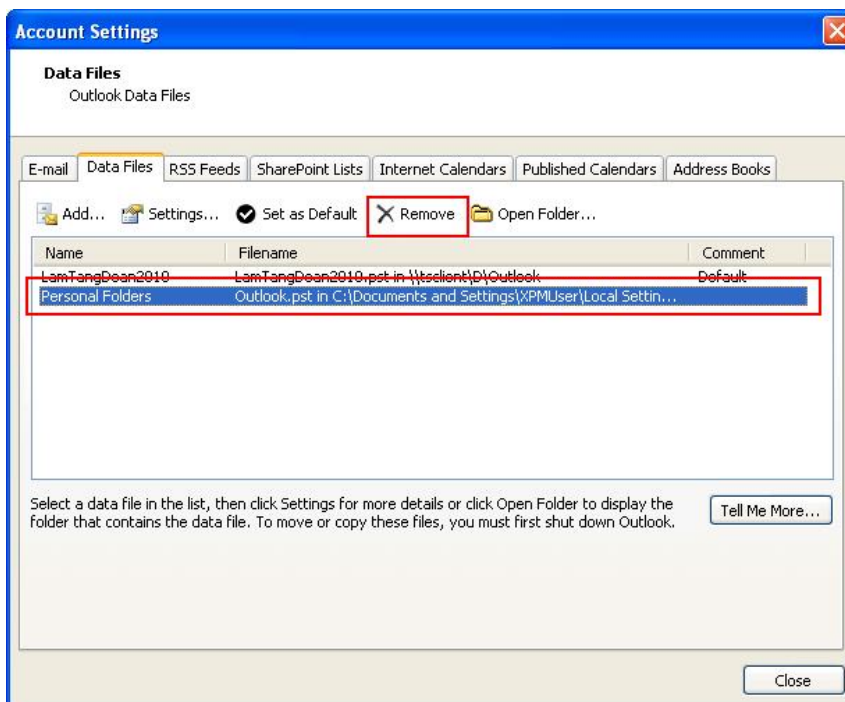 Account Settings
Data Files
Outlook Data Files
E-mail Data Files RSS Feeds SharePoint Lists Internet Calendars Published Calendars Address Books
Add... Settings... Set as Default Remove Open Folder...
Name Filename Comment
LamTangDoan2010 LamTangDoan2010.pst in \\tsclient\D\Outlook Default
Personal Folders Outlook.pst in C:\Documents and Settings\XPMUser\Local Settin...
Select a data file in the list, then click Settings for more details or click Open Folder to display the
folder that contains the data file. To move or copy these files, you must first shut down Outlook.
Tell Me More...
Close